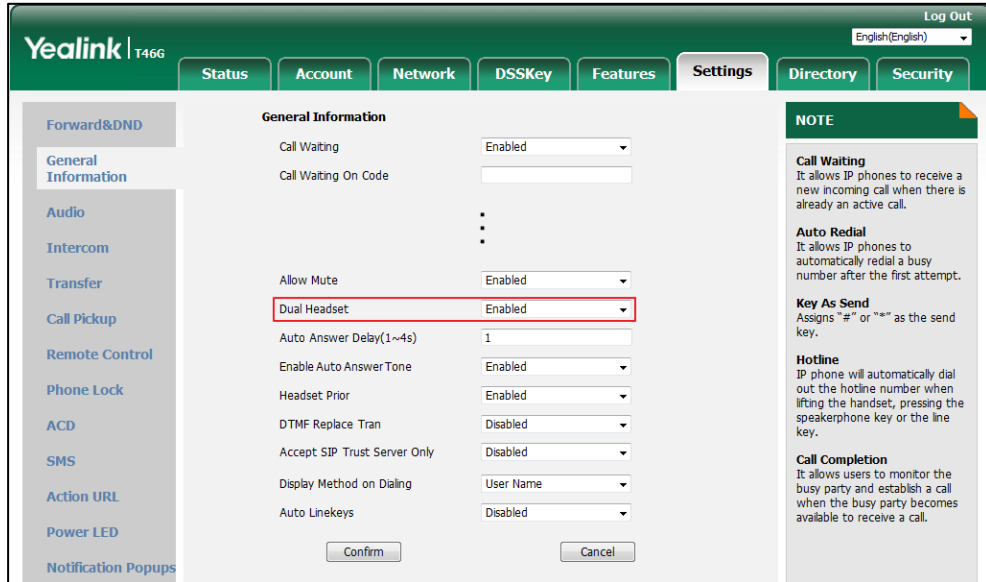 Log Out
Yealink T46G
English(English)
Status Account Network DSSKey Features Settings Directory Security
Forward&DND
General
Information
Audio
Intercom
Transfer
Call Pickup
Remote Control
Phone Lock
ACD
SMS
Action URL
Power LED
Notification Popups
General Information
Call Waiting Enabled
Call Waiting On Code
Allow Mute Enabled
Dual Headset Enabled
Auto Answer Delay(1~4s) 1
Enable Auto Answer Tone Enabled
Headset Prior Enabled
DTMF Replace Tran Disabled
Accept SIP Trust Server Only Disabled
Display Method on Dialing User Name
Auto Linekeys Disabled
Confirm Cancel
NOTE
Call Waiting
It allows IP phones to receive a
new incoming call when there is
already an active call.
Auto Redial
It allows IP phones to
automatically redial a busy
number after the first attempt.
Key As Send
Assigns "#" or "*" as the send
key.
Hotline
IP phone will automatically dial
out the hotline number when
lifting the handset, pressing the
speakerphone key or the line
key.
Call Completion
It allows users to monitor the
busy party and establish a call
when the busy party becomes
available to receive a call.